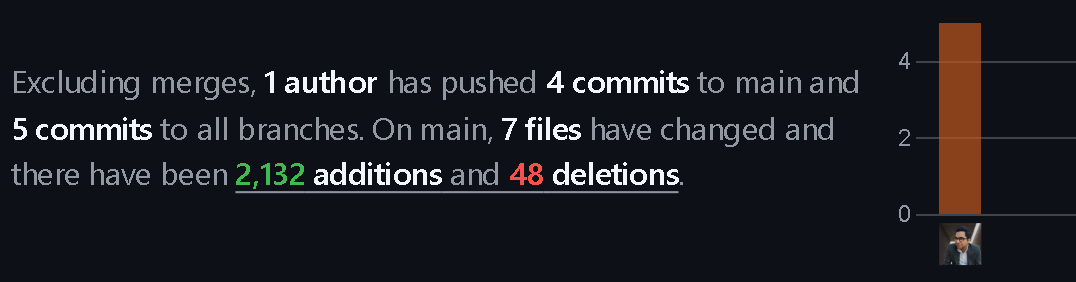 Excluding merges, 1 author has pushed 4 commits to main and
5 commits to all branches. On main, 7 files have changed and
there have been 2,132 additions and 48 deletions.
4
2
0